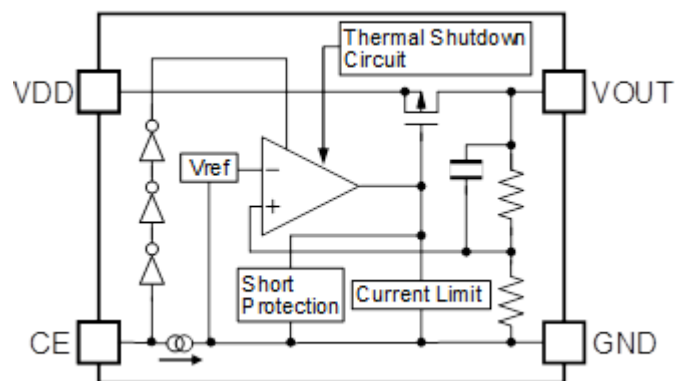 Thermal Shutdown
Circuit
VDD
VOUT
Vref
−
+
Short
Protection
Current Limit
CE
GND